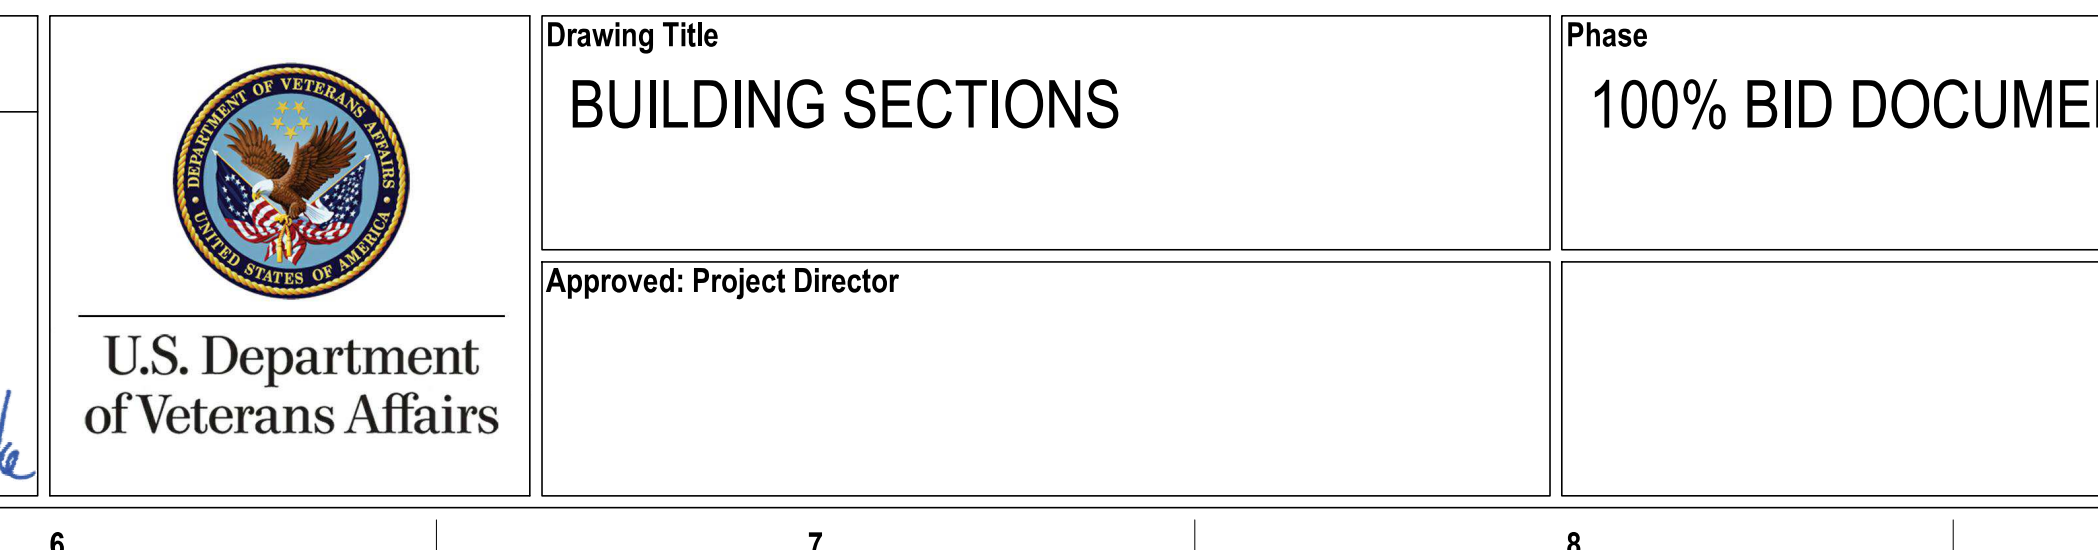 DEPARTMENT OF VETERANS AFFAIRS
UNITED STATES OF AMERICA
U.S. Department
of Veterans Affairs
Drawing Title
BUILDING SECTIONS
Approved: Project Director
Phase
100% BID
6
7
8